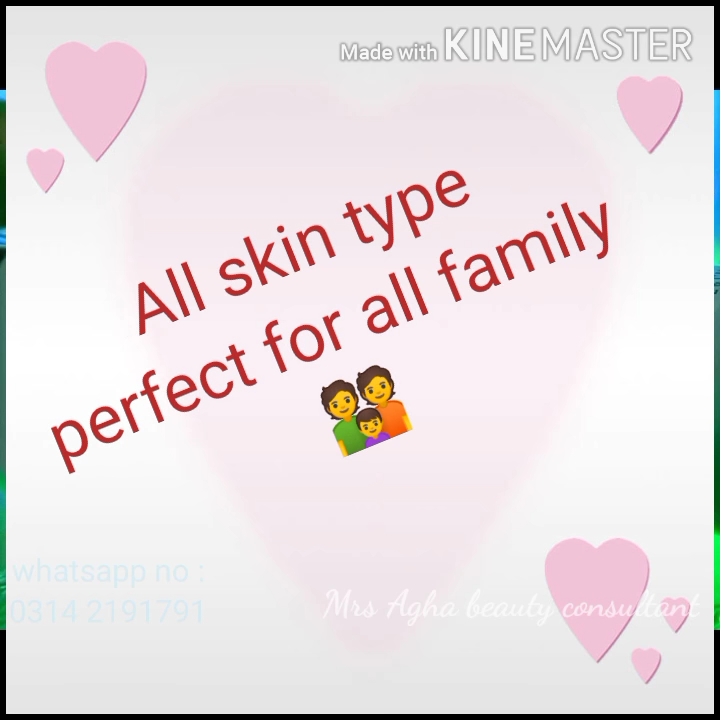 Made with KINEMASTER
All skin type
perfect for all family
whatsapp no :
0314 2191791
Mrs Agha beauty consultant